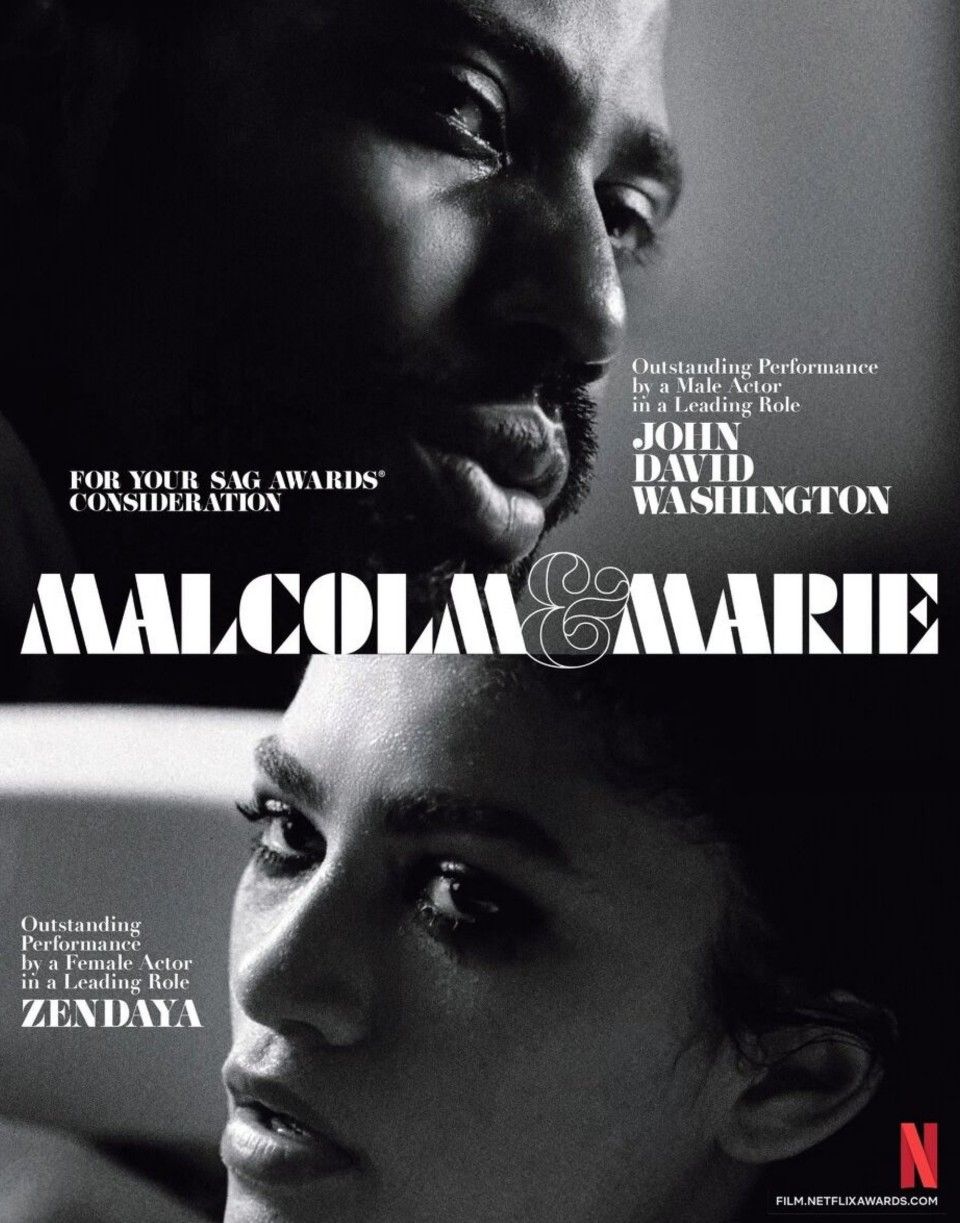 Outstanding Performance
by a Male Actor
in a Leading Role
JOHN
DAVID
WASHINGTON
FOR YOUR SAG AWARDS®
CONSIDERATION
MALCOLM & MARIE
Outstanding
Performance
by a Female Actor
in a Leading Role
ZENDAYA
N
FILM.NETFLIXAWARDS.COM